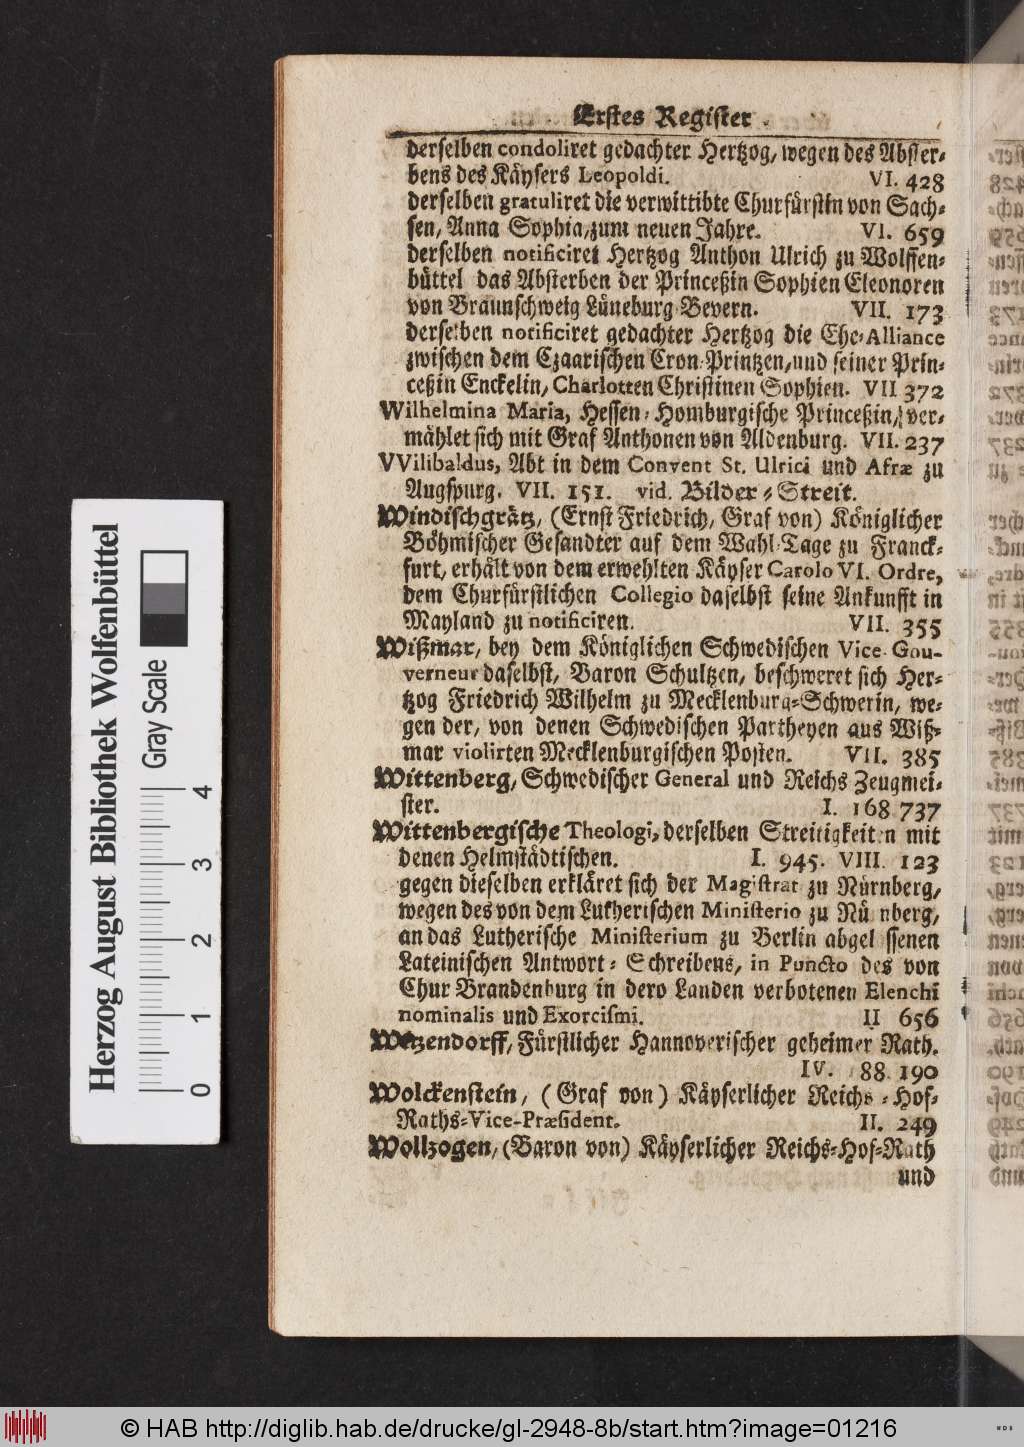 Erstes Register
derselben condoliret gedachter Hertzog, wegen des Abster-
bens des Käysers Leopoldi. VI. 428
derselben gratuliret die verwittibte Churfürstin von Sach-
sen, Anna Sophia, zum neuen Jahre. VI. 659
derselben notificiret Hertzog Anthon Ulrich zu Wolffen-
büttel das Absterben der Princeßin Sophien Eleonoren
von Braunschweig Lüneburg-Bevern. VII. 173
derselben notificiret gedachter Hertzog die Ehe-Alliance
zwischen dem Czaarischen Cron-Printzen, und seiner Prin-
ceßin Enckelin, Charlotten Christinen Sophien. VII 372
Wilhelmina Maria, Hessen-Homburgische Princeßin, ver-
mählet sich mit Graf Anthonen von Aldenburg. VII. 237
VVilibaldus, Abt in dem Convent St. Ulrici und Afræ zu
Augspurg. VII. 151. vid. Bilder-Streit.
Windischgrätz, (Ernst Friedrich, Graf von) Königlicher
Böhmischer Gesandter auf dem Wahl-Tage zu Franck-
furt, erhält von dem erwehlten Käyser Carolo VI. Ordre,
dem Churfürstlichen Collegio daselbst seine Ankunfft in
Mayland zu notificiren. VII. 355
Wißmar, bey dem Königlichen Schwedischen Vice-Gou-
verneur daselbst, Baron Schultzen, beschweret sich Her-
tzog Friedrich Wilhelm zu Mecklenburg-Schwerin, we-
gen der, von denen Schwedischen Partheyen aus Wiß-
mar violirten Mecklenburgischen Posten. VII. 385
Wittenberg, Schwedischer General und Reichs Zeugmei-
ster. I. 168 737
Wittenbergische Theologi, derselben Streitigkeiten mit
denen Helmstädtischen. I. 945. VIII. 123
gegen dieselben erkläret sich der Magistrat zu Nürnberg,
wegen des von dem Lutherischen Ministerio zu Nürnberg,
an das Lutherische Ministerium zu Berlin abgelassenen
Lateinischen Antwort-Schreibens, in Puncto des von
Chur Brandenburg in dero Landen verbotenen Elenchi
nominalis und Exorcismi. II 656
Witzendorff, Fürstlicher Hannoverischer geheimer Rath.
IV. 188. 190
Wolckenstein, (Graf von) Käyserlicher Reichs-Hof-
Raths-Vice-Præsident. II. 249
Wollzogen, (Baron von) Käyserlicher Reichs-Hof-Rath
und
Herzog August Bibliothek Wolfenbüttel
Gray Scale
0 1 2 3 4
© HAB http://diglib.hab.de/drucke/gl-2948-8b/start.htm?image=01216